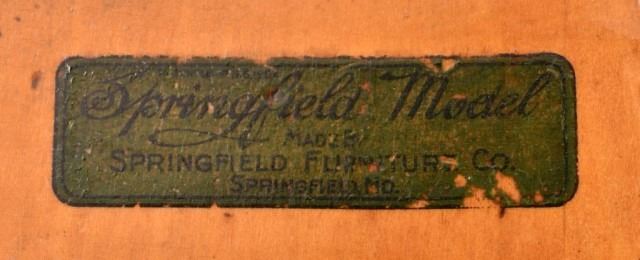 Springfield Model
MADE BY
SPRINGFIELD FURNITURE CO.
SPRINGFIELD, MO.